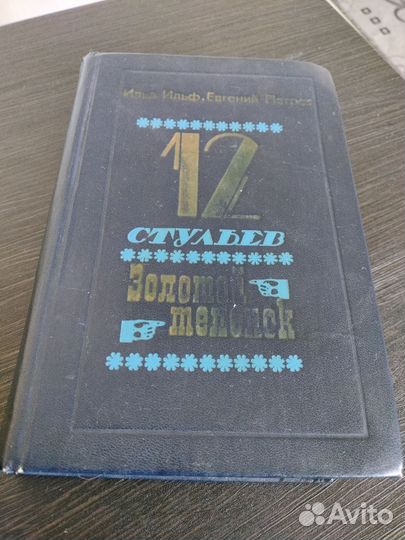 Илья Ильф, Евгений Петров
12
СТУЛЬЕВ
Золотой
теленок
Avito